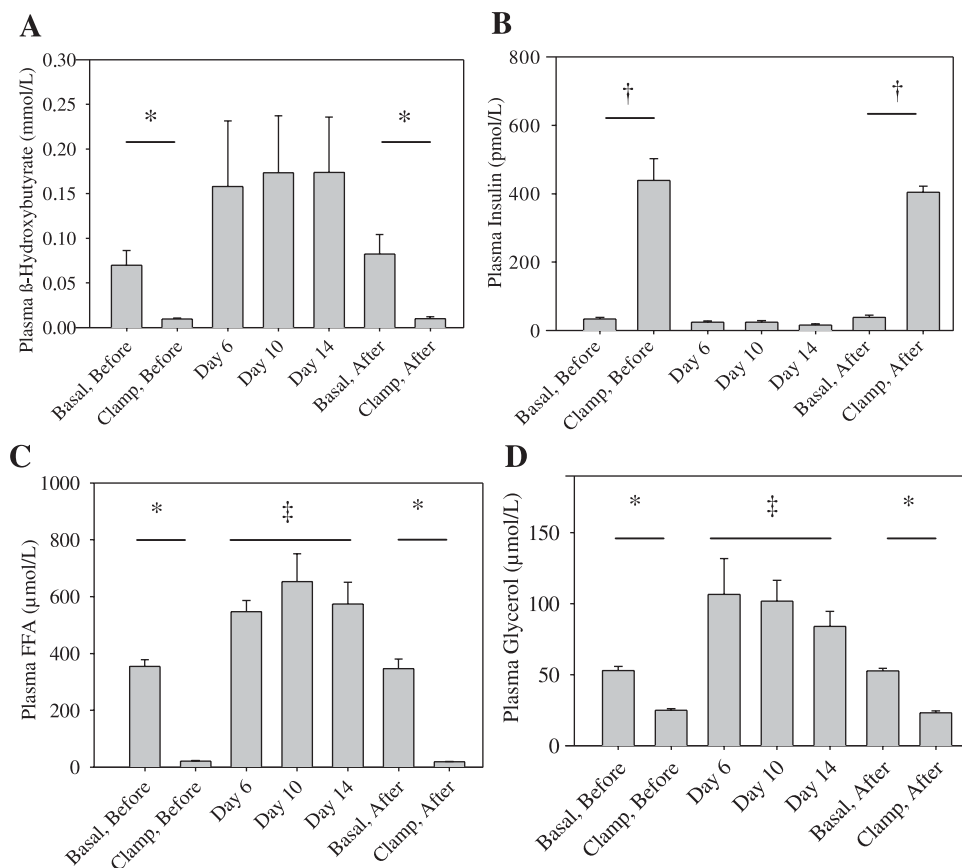 A
Plasma ß-Hydroxybutyrate (mmol/L)
0.30
0.25
0.20
0.15
0.10
0.05
0.00
*
*
Basal, Before
Clamp, Before
Day 6
Day 10
Day 14
Basal, After
Clamp, After
B
Plasma Insulin (pmol/L)
800
600
400
200
0
†
†
Basal, Before
Clamp, Before
Day 6
Day 10
Day 14
Basal, After
Clamp, After
C
Plasma FFA (µmol/L)
1000
800
600
400
200
0
*
‡
*
Basal, Before
Clamp, Before
Day 6
Day 10
Day 14
Basal, After
Clamp, After
D
Plasma Glycerol (µmol/L)
150
100
50
0
*
‡
*
Basal, Before
Clamp, Before
Day 6
Day 10
Day 14
Basal, After
Clamp, After